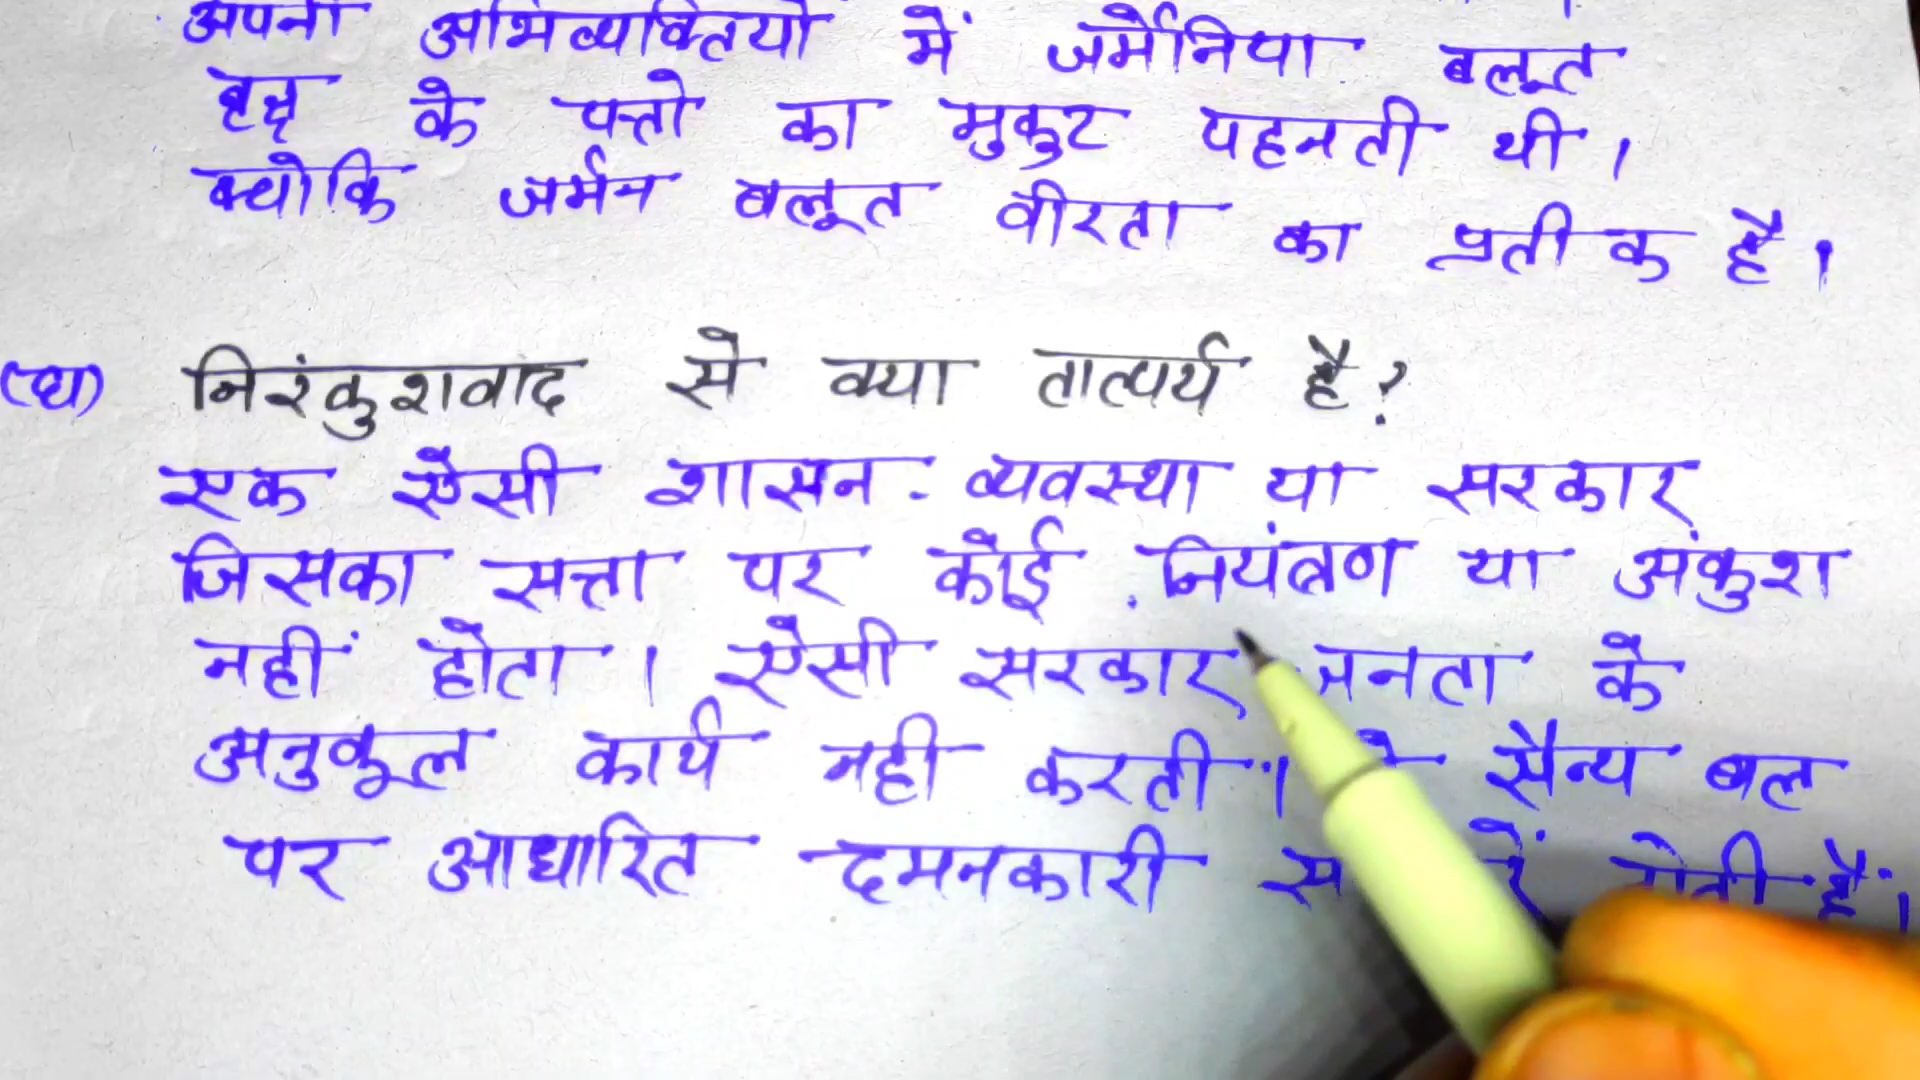 अपनी अभिव्यक्तियों में जर्मेनिया बलूत
वृक्ष के पत्तो का मुकुट पहनती थी।
क्योकि जर्मन बलूत वीरता का प्रतीक है।
(घ) निरंकुशवाद से क्या तात्पर्य है?
एक ऐसी शासन-व्यवस्था या सरकार
जिसका सत्ता पर कोई नियंत्रण या अंकुश
नहीं होता। ऐसी सरकार जनता के
अनुकूल कार्य नही करती। सैन्य बल
पर आधारित दमनकारी है।